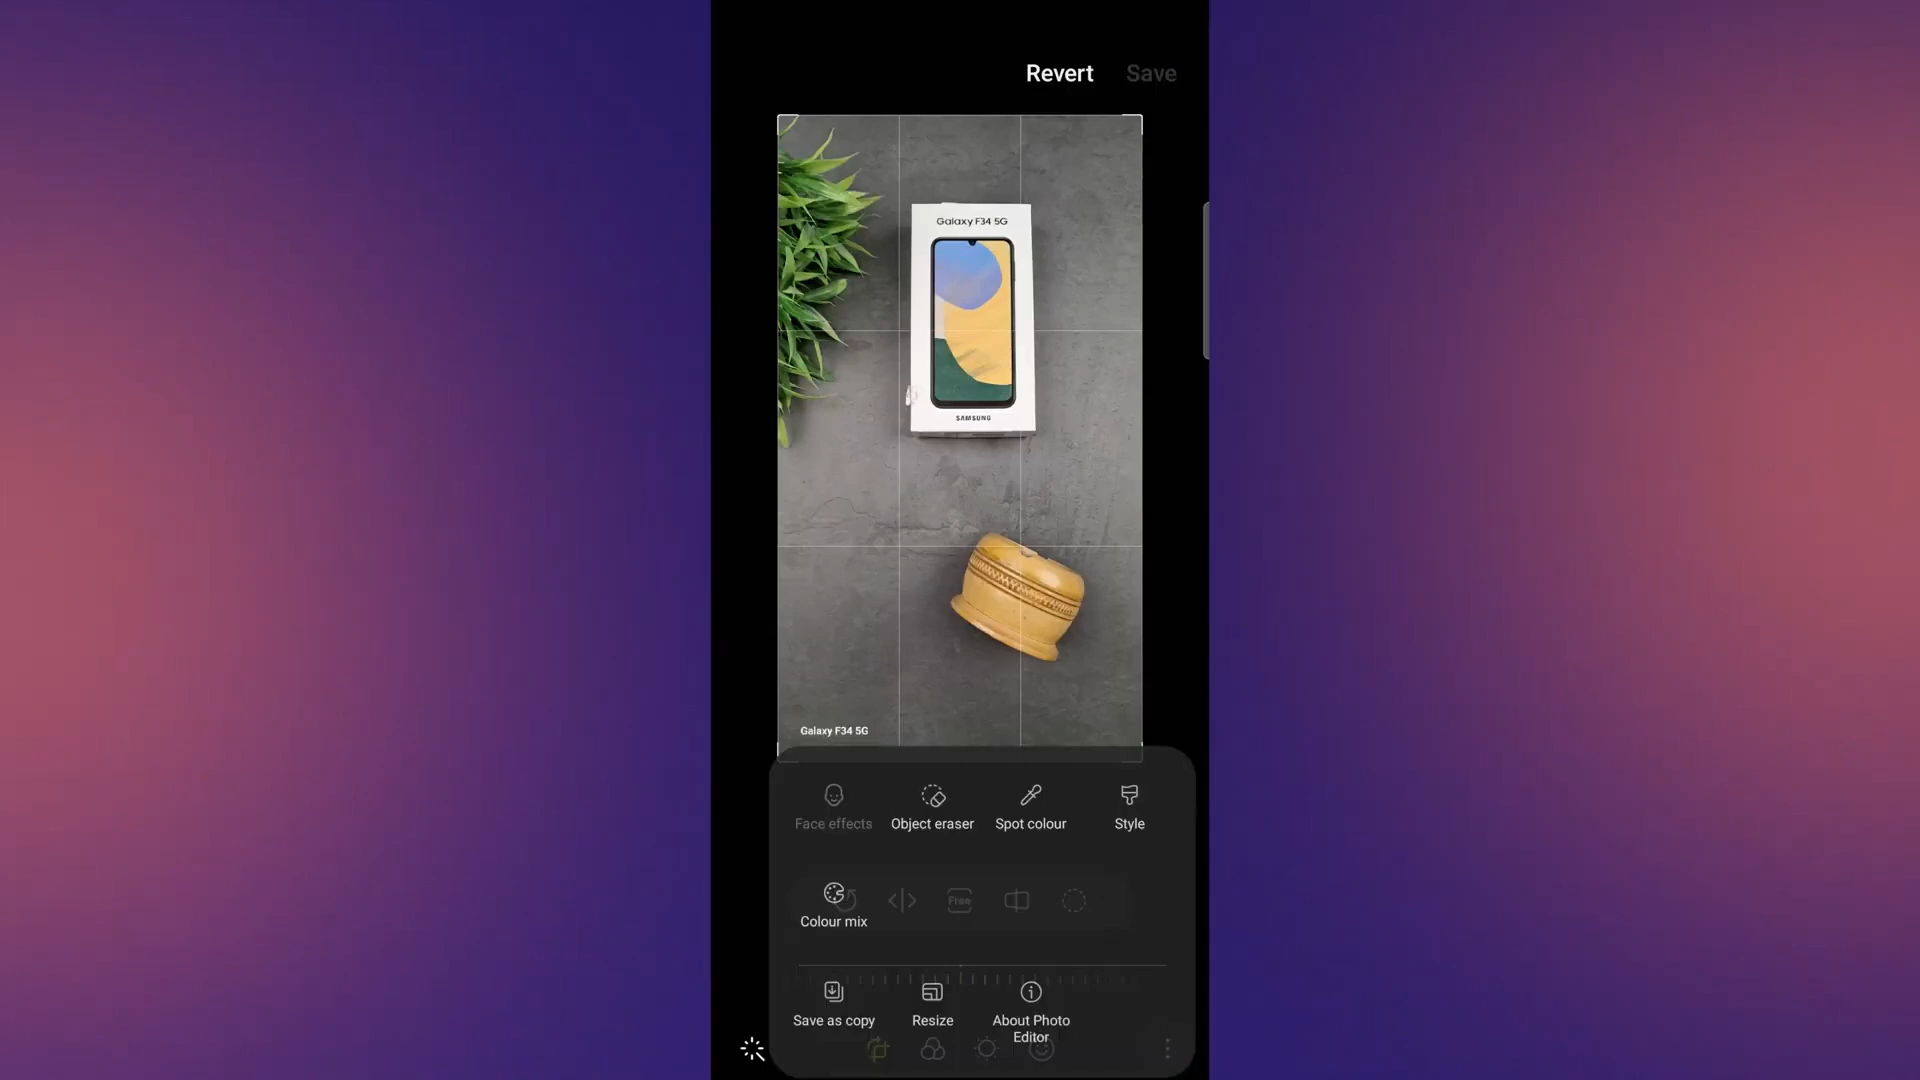 Revert Save
Galaxy F34 5G
SAMSUNG
Galaxy F34 5G
Face effects Object eraser Spot colour Style
Free
Colour mix
Save as copy Resize About Photo
Editor